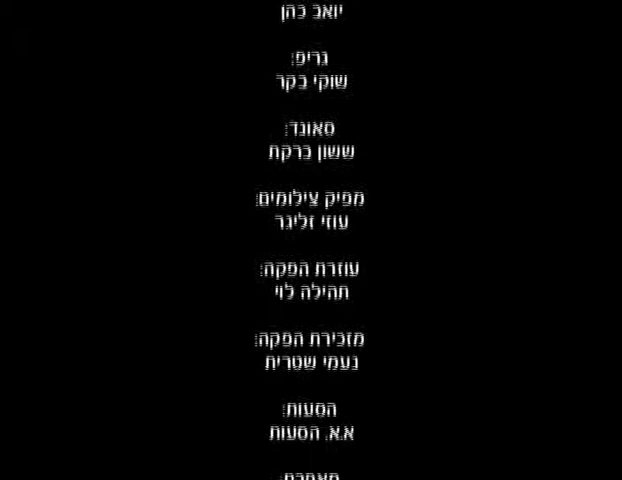 יואב כהן
גריפ:
שוקי בקר
סאונד:
ששון ברקת
מפיק צילומים:
עוזי זליגר
עוזרת הפקה:
תהילה לוי
מזכירת הפקה:
נעמי שטרית
הסעות:
א.א. הסעות